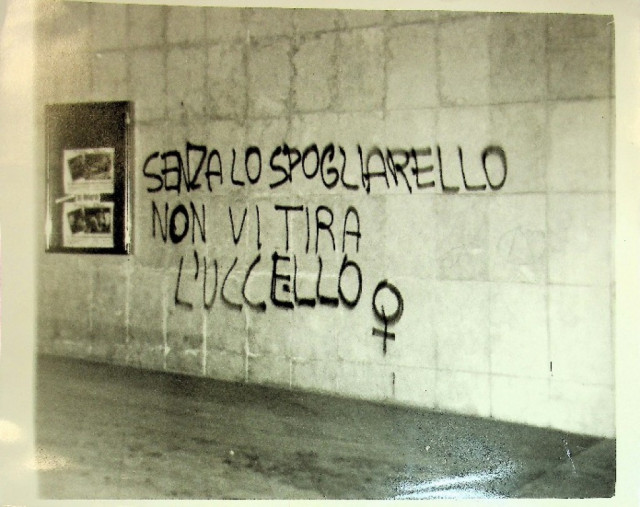 SENZA LO SPOGLIARELLO
NON VI TIRA
L'UCCELLO